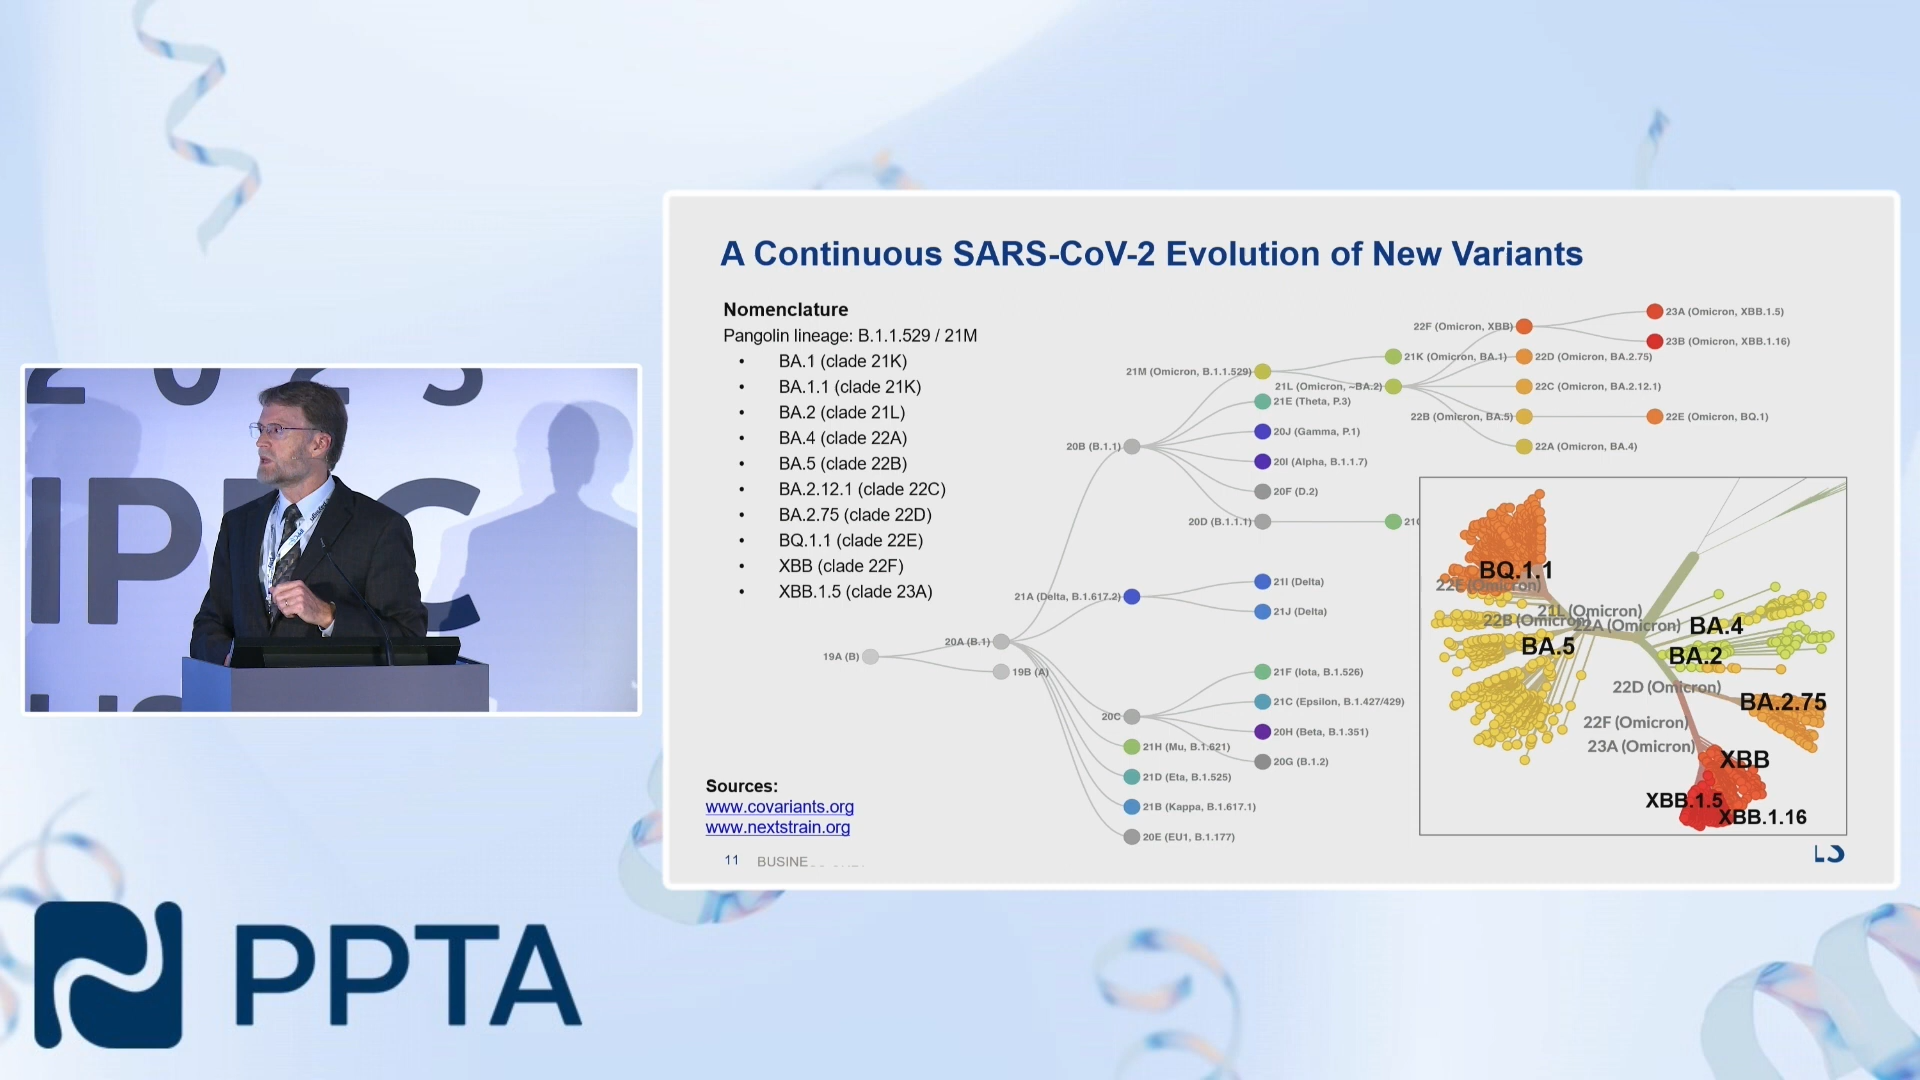 2023
IPPC
A Continuous SARS-CoV-2 Evolution of New Variants
Nomenclature
Pangolin lineage: B.1.1.529 / 21M
• BA.1 (clade 21K)
• BA.1.1 (clade 21K)
• BA.2 (clade 21L)
• BA.4 (clade 22A)
• BA.5 (clade 22B)
• BA.2.12.1 (clade 22C)
• BA.2.75 (clade 22D)
• BQ.1.1 (clade 22E)
• XBB (clade 22F)
• XBB.1.5 (clade 23A)
Sources:
www.covariants.org
www.nextstrain.org
11
19A (B)
20A (B.1)
19B (A)
20B (B.1.1)
21A (Delta, B.1.617.2)
20C
21H (Mu, B.1.621)
21D (Eta, B.1.525)
21B (Kappa, B.1.617.1)
20E (EU1, B.1.177)
21M (Omicron, B.1.1.529)
21E (Theta, P.3)
20J (Gamma, P.1)
20I (Alpha, B.1.1.7)
20F (D.2)
20D (B.1.1.1)
21I (Delta)
21J (Delta)
21F (Iota, B.1.526)
21C (Epsilon, B.1.427/429)
20H (Beta, B.1.351)
20G (B.1.2)
21K (Omicron, BA.1)
21L (Omicron, ~BA.2)
22F (Omicron, XBB)
22D (Omicron, BA.2.75)
22C (Omicron, BA.2.12.1)
22B (Omicron, BA.5)
22A (Omicron, BA.4)
23A (Omicron, XBB.1.5)
23B (Omicron, XBB.1.16)
22E (Omicron, BQ.1)
BQ.1.1
22E (Omicron)
21L (Omicron)
22B (Omicron)
22A (Omicron)
BA.4
BA.5
BA.2
22D (Omicron)
BA.2.75
22F (Omicron)
23A (Omicron)
XBB
XBB.1.5
XBB.1.16
PPTA